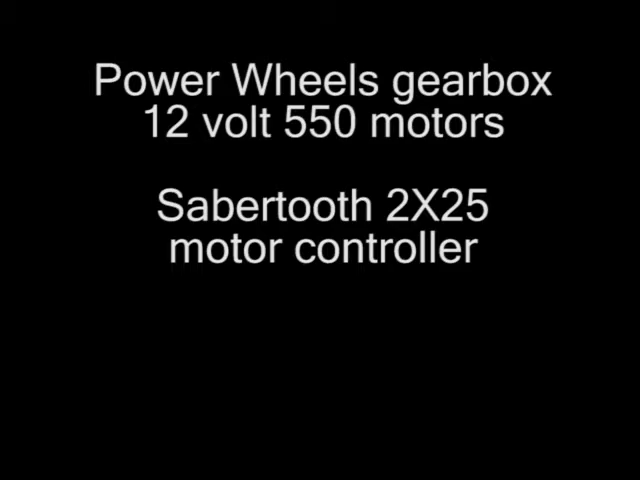 Power Wheels gearbox
12 volt 550 motors
Sabertooth 2X25
motor controller